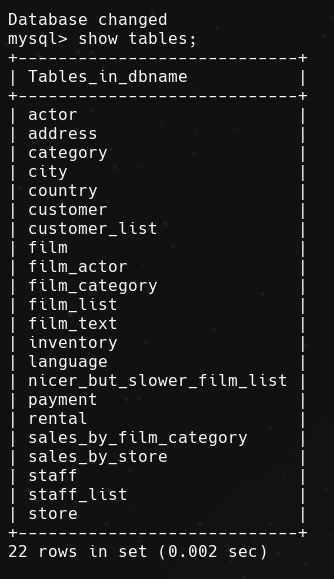 Database changed
mysql> show tables;
+----------------------------+
| Tables_in_dbname           |
+----------------------------+
| actor                      |
| address                    |
| category                   |
| city                       |
| country                    |
| customer                   |
| customer_list              |
| film                       |
| film_actor                 |
| film_category              |
| film_list                  |
| film_text                  |
| inventory                  |
| language                   |
| nicer_but_slower_film_list |
| payment                    |
| rental                     |
| sales_by_film_category     |
| sales_by_store             |
| staff                      |
| staff_list                 |
| store                      |
+----------------------------+
22 rows in set (0.002 sec)